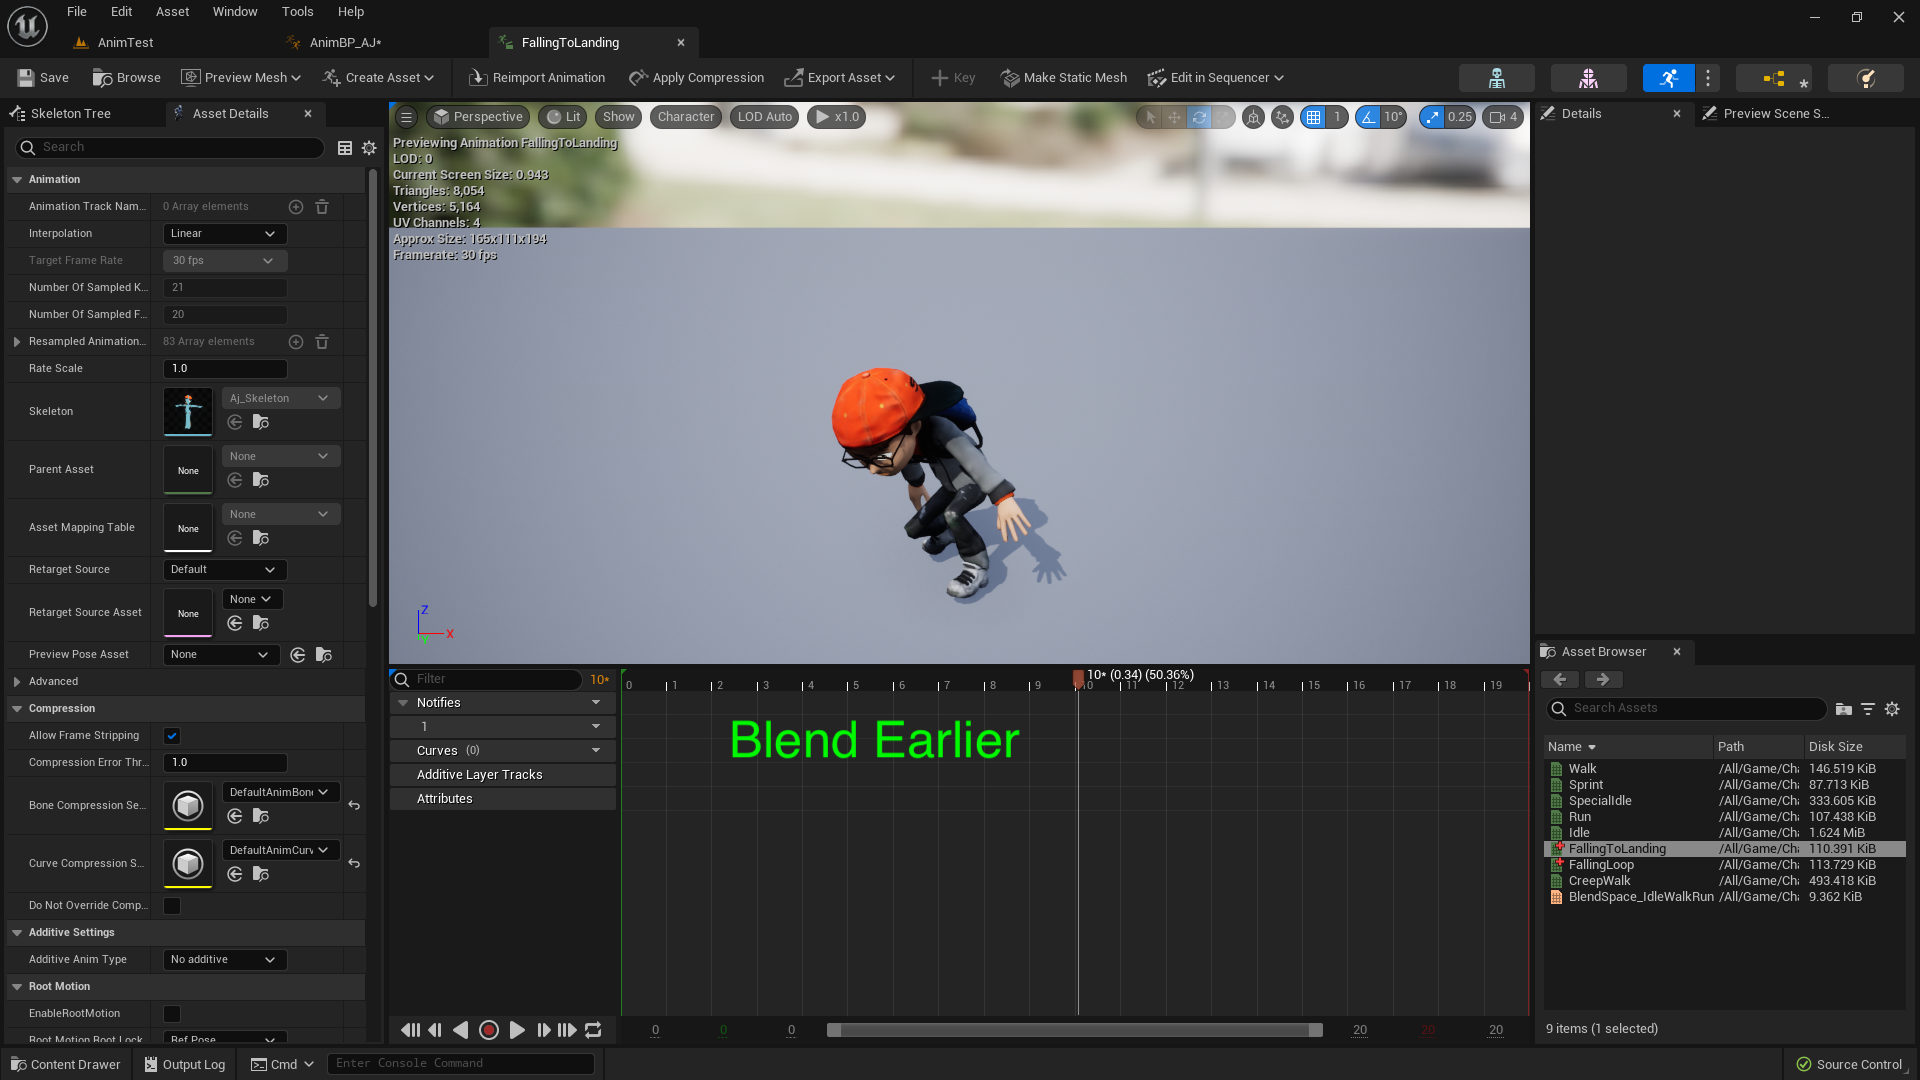 File Edit Asset Window Tools Help
AnimTest AnimBP_AJ* FallingToLanding
Save Browse Preview Mesh Create Asset Reimport Animation Apply Compression Export Asset Key Make Static Mesh Edit in Sequencer
Skeleton Tree Asset Details
Search
Animation
Animation Track Nam... 0 Array elements
Interpolation Linear
Target Frame Rate 30 fps
Number Of Sampled K... 21
Number Of Sampled F... 20
Resampled Animation... 83 Array elements
Rate Scale 1.0
Skeleton Aj_Skeleton
Parent Asset None None
Asset Mapping Table None None
Retarget Source Default
Retarget Source Asset None None
Preview Pose Asset None
Advanced
Compression
Allow Frame Stripping
Compression Error Thr... 1.0
Bone Compression Se... DefaultAnimBon
Curve Compression S... DefaultAnimCurv
Do Not Override Comp...
Additive Settings
Additive Anim Type No additive
Root Motion
EnableRootMotion
Root Motion Root Lock Ref Pose
Perspective Lit Show Character LOD Auto x1.0 1 10° 0.25 4
Previewing Animation FallingToLanding
LOD: 0
Current Screen Size: 0.943
Triangles: 8,054
Vertices: 5,164
UV Channels: 4
Approx Size: 165x111x194
Framerate: 30 fps
Z
X
Y
Filter 10*
10* (0.34) (50.36%)
0 1 2 3 4 5 6 7 8 9 10 11 12 13 14 15 16 17 18 19
Notifies
1
Curves (0)
Additive Layer Tracks
Attributes
Blend Earlier
0 0 0 20 20 20
Details Preview Scene S...
Asset Browser
Search Assets
Name Path Disk Size
Walk /All/Game/Cha 146.519 KiB
Sprint /All/Game/Cha 87.713 KiB
SpecialIdle /All/Game/Cha 333.605 KiB
Run /All/Game/Cha 107.438 KiB
Idle /All/Game/Cha 1.624 MiB
FallingToLanding /All/Game/Cha 110.391 KiB
FallingLoop /All/Game/Cha 113.729 KiB
CreepWalk /All/Game/Cha 493.418 KiB
BlendSpace_IdleWalkRun /All/Game/Cha 9.362 KiB
9 items (1 selected)
Content Drawer Output Log Cmd Enter Console Command Source Control